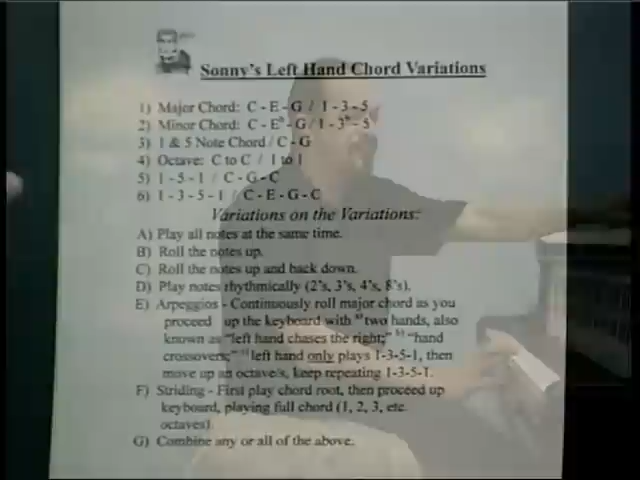 Sonny's Left Hand Chord Variations
1) Major Chord: C - E - G / 1 - 3 - 5
2) Minor Chord: C - Eb - G / 1 - 3b - 5
3) 1 & 5 Note Chord / C - G
4) Octave: C to C / 1 to 1
5) 1 - 5 - 1 / C - G - C
6) 1 - 3 - 5 - 1 / C - E - G - C
Variations on the Variations:
A) Play all notes at the same time.
B) Roll the notes up.
C) Roll the notes up and back down.
D) Play notes rhythmically (2's, 3's, 4's, 8's).
E) Arpeggios - Continuously roll major chord as you
proceed up the keyboard with two hands, also
known as "left hand chases the right;" "hand
crossovers;" left hand only plays 1-3-5-1, then
move up an octave/s, keep repeating 1-3-5-1.
F) Striding - First play chord root, then proceed up
keyboard, playing full chord (1, 2, 3, etc.
octaves).
G) Combine any or all of the above.